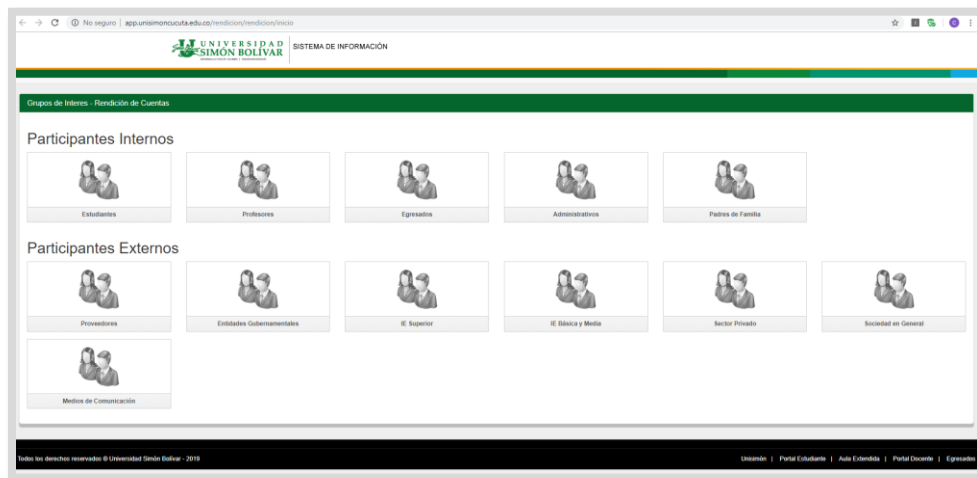 No seguro | app.unisimoncucuta.edu.co/rendicion/rendicion/inicio
UNIVERSIDAD
SIMÓN BOLÍVAR
SISTEMA DE INFORMACIÓN
Grupos de Interes - Rendición de Cuentas
Participantes Internos
Estudiantes Profesores Egresados Administrativos Padres de Familia
Participantes Externos
Proveedores Entidades Gubernamentales IE Superior IE Básica y Media Sector Privado Sociedad en General
Medios de Comunicación
Todos los derechos reservados © Universidad Simón Bolívar - 2019 Unisimón | Portal Estudiante | Aula Extendida | Portal Docente | Egresados